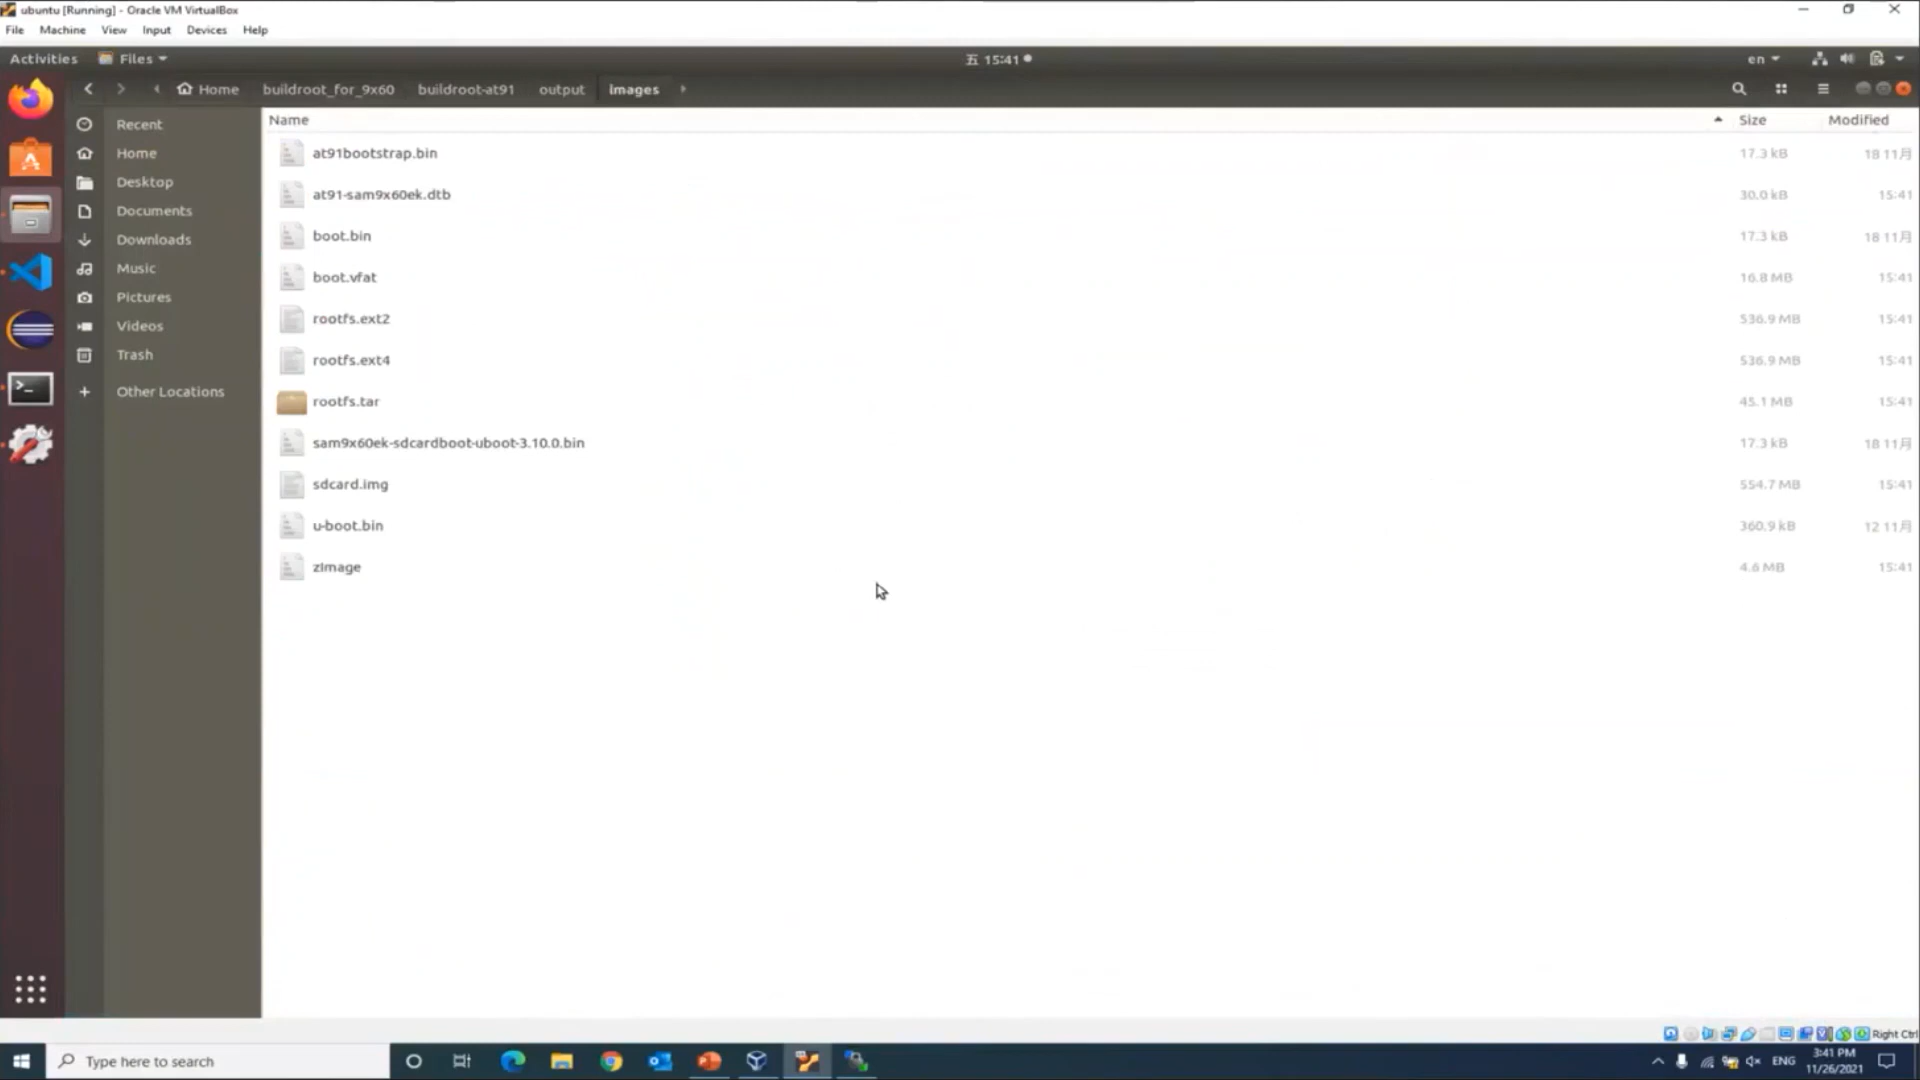 ubuntu [Running] - Oracle VM VirtualBox
File Machine View Input Devices Help
Activities Files 五 15:41 en
Home buildroot_for_9x60 buildroot-at91 output images
Name Size Modified
Recent
Home
Desktop
Documents
Downloads
Music
Pictures
Videos
Trash
Other Locations
at91bootstrap.bin 17.3 kB 18 11月
at91-sam9x60ek.dtb 30.0 kB 15:41
boot.bin 17.3 kB 18 11月
boot.vfat 16.8 MB 15:41
rootfs.ext2 536.9 MB 15:41
rootfs.ext4 536.9 MB 15:41
rootfs.tar 45.1 MB 15:41
sam9x60ek-sdcardboot-uboot-3.10.0.bin 17.3 kB 18 11月
sdcard.img 554.7 MB 15:41
u-boot.bin 360.9 kB 12 11月
zImage 4.6 MB 15:41
Right Ctrl
Type here to search
ENG
3:41 PM
11/26/2021